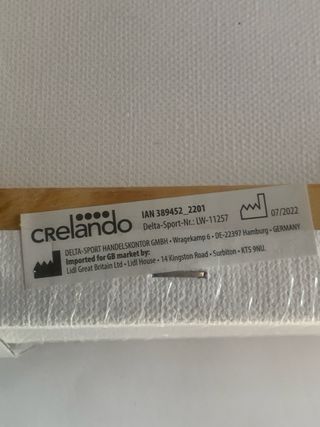 crelando
IAN 389452_2201
Delta-Sport-Nr.: LW-11257
07/2022
DELTA-SPORT HANDELSKONTOR GMBH • Wragekamp 6 • DE-22397 Hamburg • GERMANY
Imported for GB market by:
Lidl Great Britain Ltd • Lidl House • 14 Kingston Road • Surbiton • KT5 9NU.